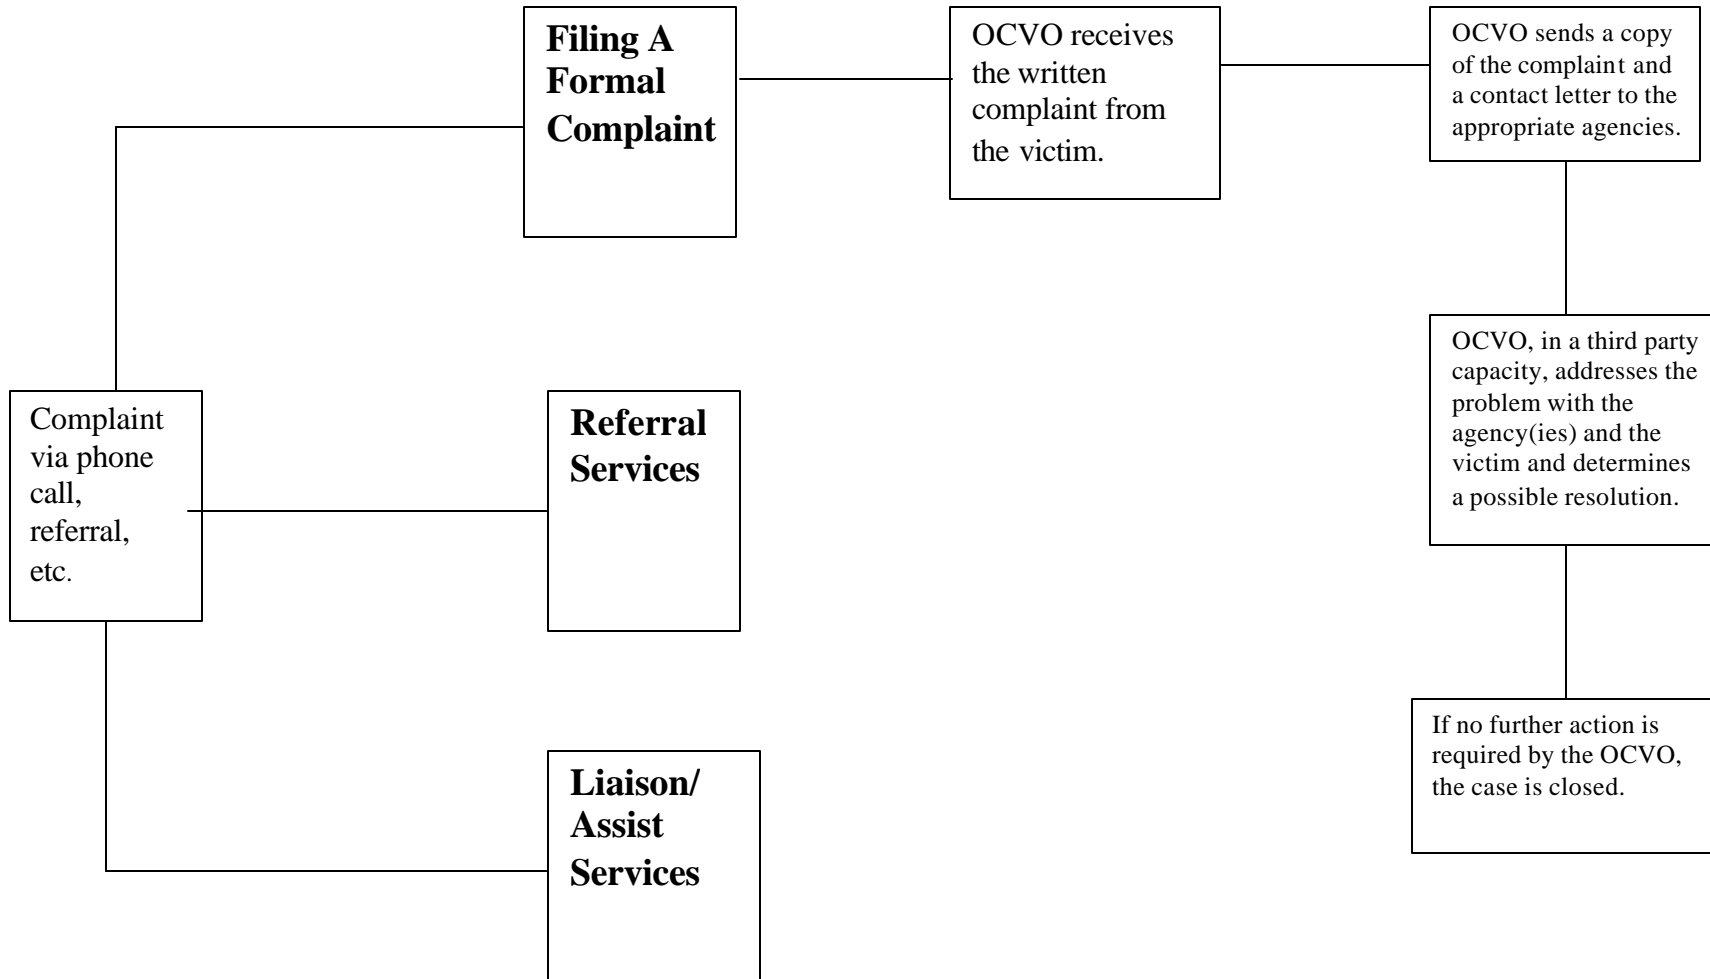 Filing A
Formal
Complaint
OCVO receives
the written
complaint from
the victim.
OCVO sends a copy
of the complaint and
a contact letter to the
appropriate agencies.
OCVO, in a third party
capacity, addresses the
problem with the
agency(ies) and the
victim and determines
a possible resolution.
If no further action is
required by the OCVO,
the case is closed.
Complaint
via phone
call,
referral,
etc.
Referral
Services
Liaison/
Assist
Services